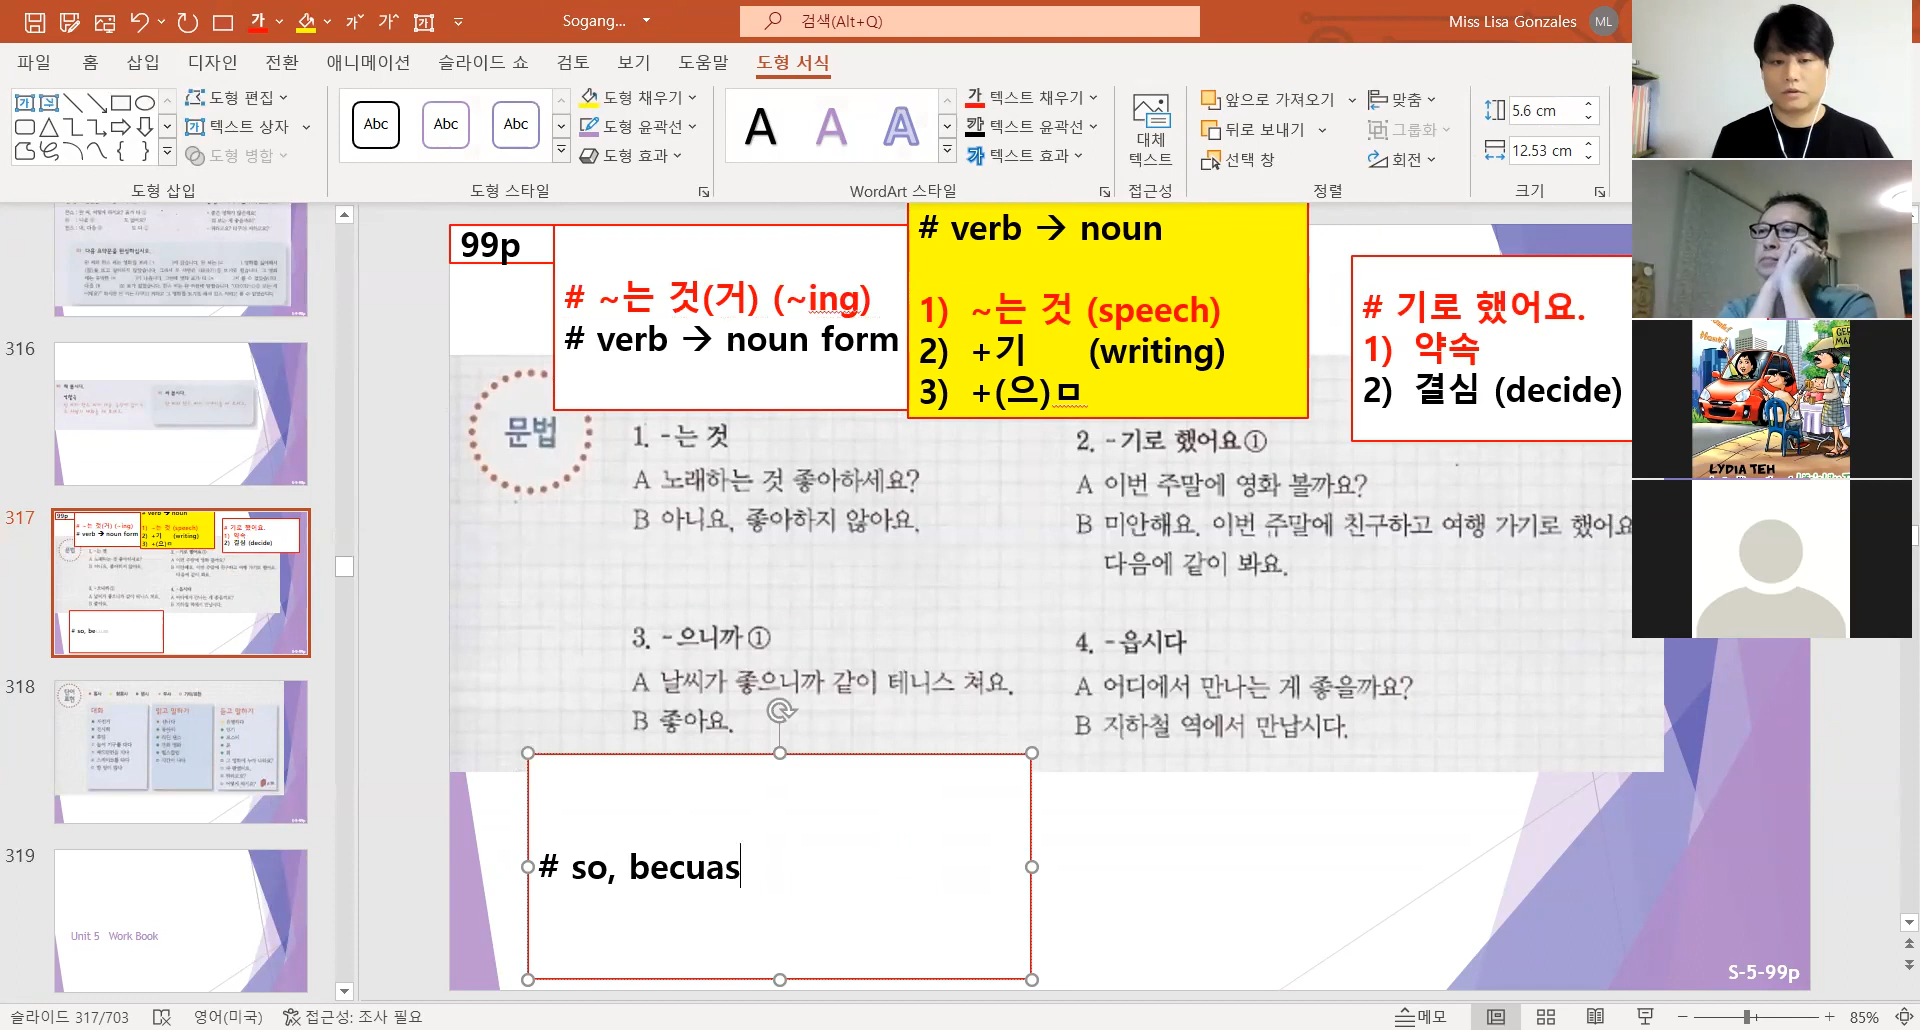 Sogang...
검색(Alt+Q)
Miss Lisa Gonzales
ML
파일 홈 삽입 디자인 전환 애니메이션 슬라이드 쇼 검토 보기 도움말 도형 서식
도형 편집
텍스트 상자
도형 병합
도형 삽입
Abc Abc Abc
도형 채우기
도형 윤곽선
도형 효과
도형 스타일
A A A
텍스트 채우기
텍스트 윤곽선
텍스트 효과
WordArt 스타일
대체
텍스트
접근성
앞으로 가져오기
뒤로 보내기
선택 창
맞춤
그룹화
회전
정렬
5.6 cm
12.53 cm
크기
316
317
318
319
Unit 5 Work Book
99p
# ~는 것(거) (~ing)
# verb → noun form
# verb → noun
1) ~는 것 (speech)
2) +기 (writing)
3) +(으)ㅁ
# 기로 했어요.
1) 약속
2) 결심 (decide)
문법
1. -는 것
A 노래하는 것 좋아하세요?
B 아니요, 좋아하지 않아요.
2. -기로 했어요①
A 이번 주말에 영화 볼까요?
B 미안해요. 이번 주말에 친구하고 여행 가기로 했어요
다음에 같이 봐요.
3. -으니까①
A 날씨가 좋으니까 같이 테니스 쳐요.
B 좋아요.
4. -읍시다
A 어디에서 만나는 게 좋을까요?
B 지하철 역에서 만납시다.
# so, becuas
S-5-99p
LYDIA TEH
슬라이드 317/703
영어(미국)
접근성: 조사 필요
메모
85%